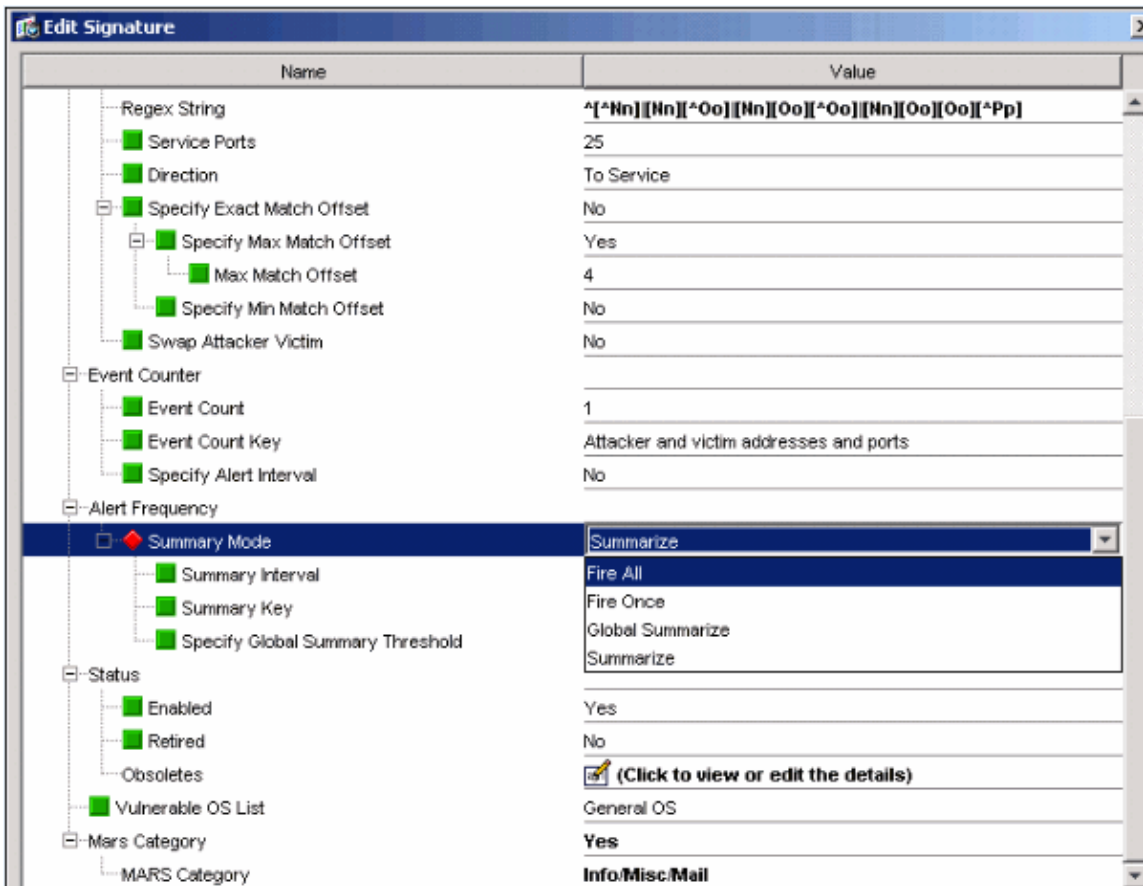 Edit Signature
Name Value
Regex String ^[^Nn]|[Nn][^Oo]|[Nn][Oo][^Oo]|[Nn][Oo][Oo][^Pp]
Service Ports 25
Direction To Service
Specify Exact Match Offset No
Specify Max Match Offset Yes
Max Match Offset 4
Specify Min Match Offset No
Swap Attacker Victim No
Event Counter
Event Count 1
Event Count Key Attacker and victim addresses and ports
Specify Alert Interval No
Alert Frequency
Summary Mode Summarize
Summary Interval Fire All
Summary Key Fire Once
Specify Global Summary Threshold Global Summarize
Summarize
Status
Enabled Yes
Retired No
Obsoletes (Click to view or edit the details)
Vulnerable OS List General OS
Mars Category Yes
MARS Category Info/Misc/Mail